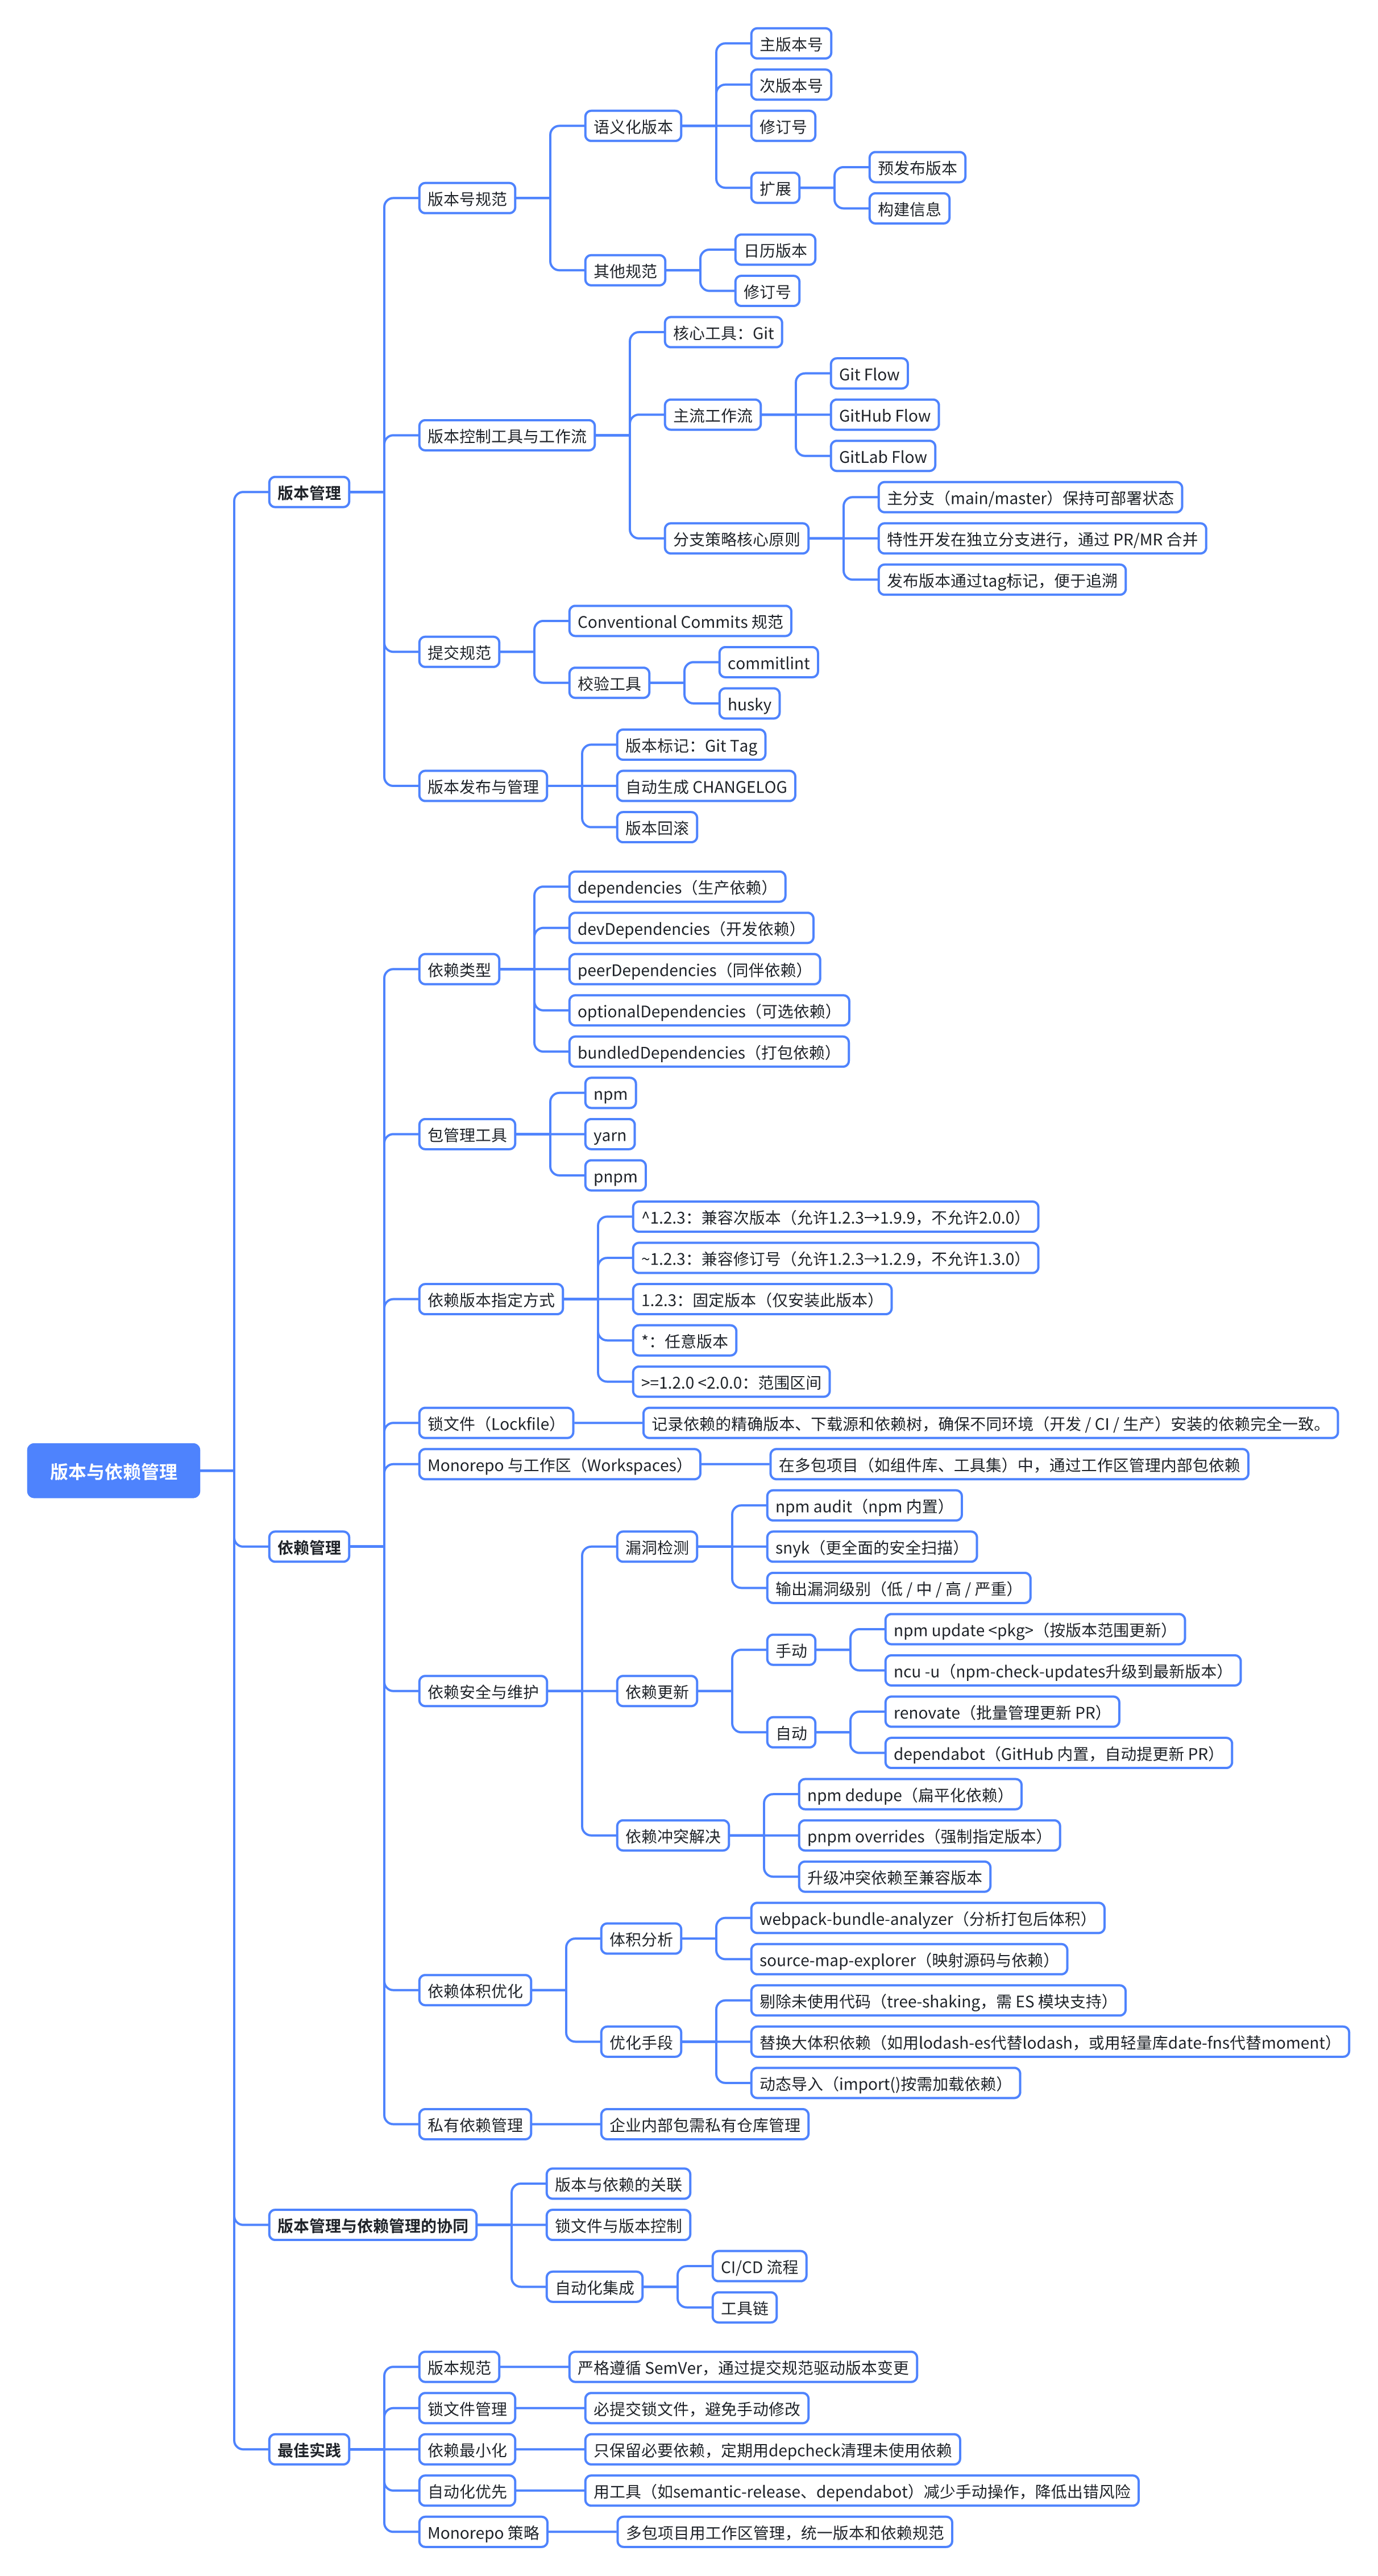 版本与依赖管理
版本管理
版本号规范
语义化版本
主版本号
次版本号
修订号
扩展
预发布版本
构建信息
其他规范
日历版本
修订号
版本控制工具与工作流
核心工具：Git
主流工作流
Git Flow
GitHub Flow
GitLab Flow
分支策略核心原则
主分支（main/master）保持可部署状态
特性开发在独立分支进行，通过 PR/MR 合并
发布版本通过tag标记，便于追溯
提交规范
Conventional Commits 规范
校验工具
commitlint
husky
版本发布与管理
版本标记：Git Tag
自动生成 CHANGELOG
版本回滚
依赖管理
依赖类型
dependencies（生产依赖）
devDependencies（开发依赖）
peerDependencies（同伴依赖）
optionalDependencies（可选依赖）
bundledDependencies（打包依赖）
包管理工具
npm
yarn
pnpm
依赖版本指定方式
^1.2.3：兼容次版本（允许1.2.3→1.9.9，不允许2.0.0）
~1.2.3：兼容修订号（允许1.2.3→1.2.9，不允许1.3.0）
1.2.3：固定版本（仅安装此版本）
*：任意版本
>=1.2.0 <2.0.0：范围区间
锁文件（Lockfile）
记录依赖的精确版本、下载源和依赖树，确保不同环境（开发 / CI / 生产）安装的依赖完全一致。
Monorepo 与工作区（Workspaces）
在多包项目（如组件库、工具集）中，通过工作区管理内部包依赖
依赖安全与维护
漏洞检测
npm audit（npm 内置）
snyk（更全面的安全扫描）
输出漏洞级别（低 / 中 / 高 / 严重）
依赖更新
手动
npm update <pkg>（按版本范围更新）
ncu -u（npm-check-updates升级到最新版本）
自动
renovate（批量管理更新 PR）
dependabot（GitHub 内置，自动提更新 PR）
依赖冲突解决
npm dedupe（扁平化依赖）
pnpm overrides（强制指定版本）
升级冲突依赖至兼容版本
依赖体积优化
体积分析
webpack-bundle-analyzer（分析打包后体积）
source-map-explorer（映射源码与依赖）
优化手段
剔除未使用代码（tree-shaking，需 ES 模块支持）
替换大体积依赖（如用lodash-es代替lodash，或用轻量库date-fns代替moment）
动态导入（import()按需加载依赖）
私有依赖管理
企业内部包需私有仓库管理
版本管理与依赖管理的协同
版本与依赖的关联
锁文件与版本控制
自动化集成
CI/CD 流程
工具链
最佳实践
版本规范
严格遵循 SemVer，通过提交规范驱动版本变更
锁文件管理
必提交锁文件，避免手动修改
依赖最小化
只保留必要依赖，定期用depcheck清理未使用依赖
自动化优先
用工具（如semantic-release、dependabot）减少手动操作，降低出错风险
Monorepo 策略
多包项目用工作区管理，统一版本和依赖规范